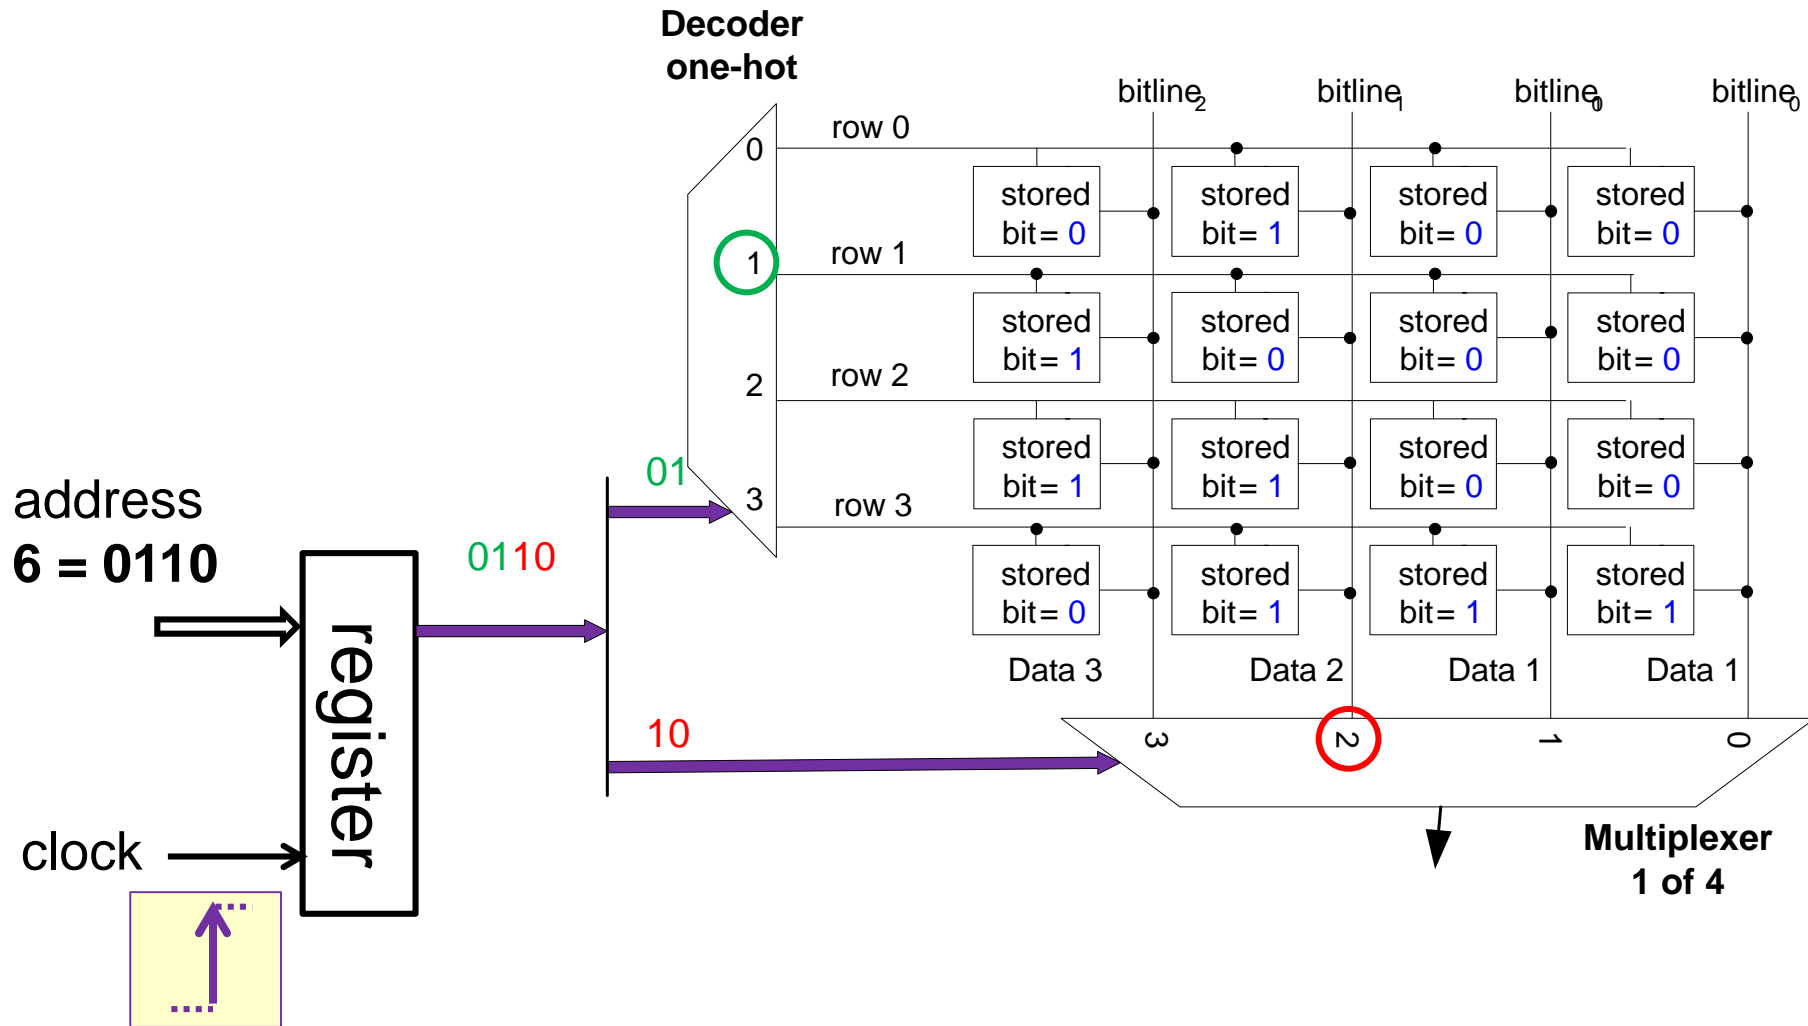 Decoder
one-hot
bitline2
bitline1
bitline0
bitline0
0
row 0
stored
bit= 0
stored
bit= 1
stored
bit= 0
stored
bit= 0
1
row 1
stored
bit= 1
stored
bit= 0
stored
bit= 0
stored
bit= 0
2
row 2
stored
bit= 1
stored
bit= 1
stored
bit= 0
stored
bit= 0
3
row 3
stored
bit= 0
stored
bit= 1
stored
bit= 1
stored
bit= 1
01
address
6 = 0110
0110
register
Data 3
Data 2
Data 1
Data 1
10
3
2
1
0
clock
Multiplexer
1 of 4